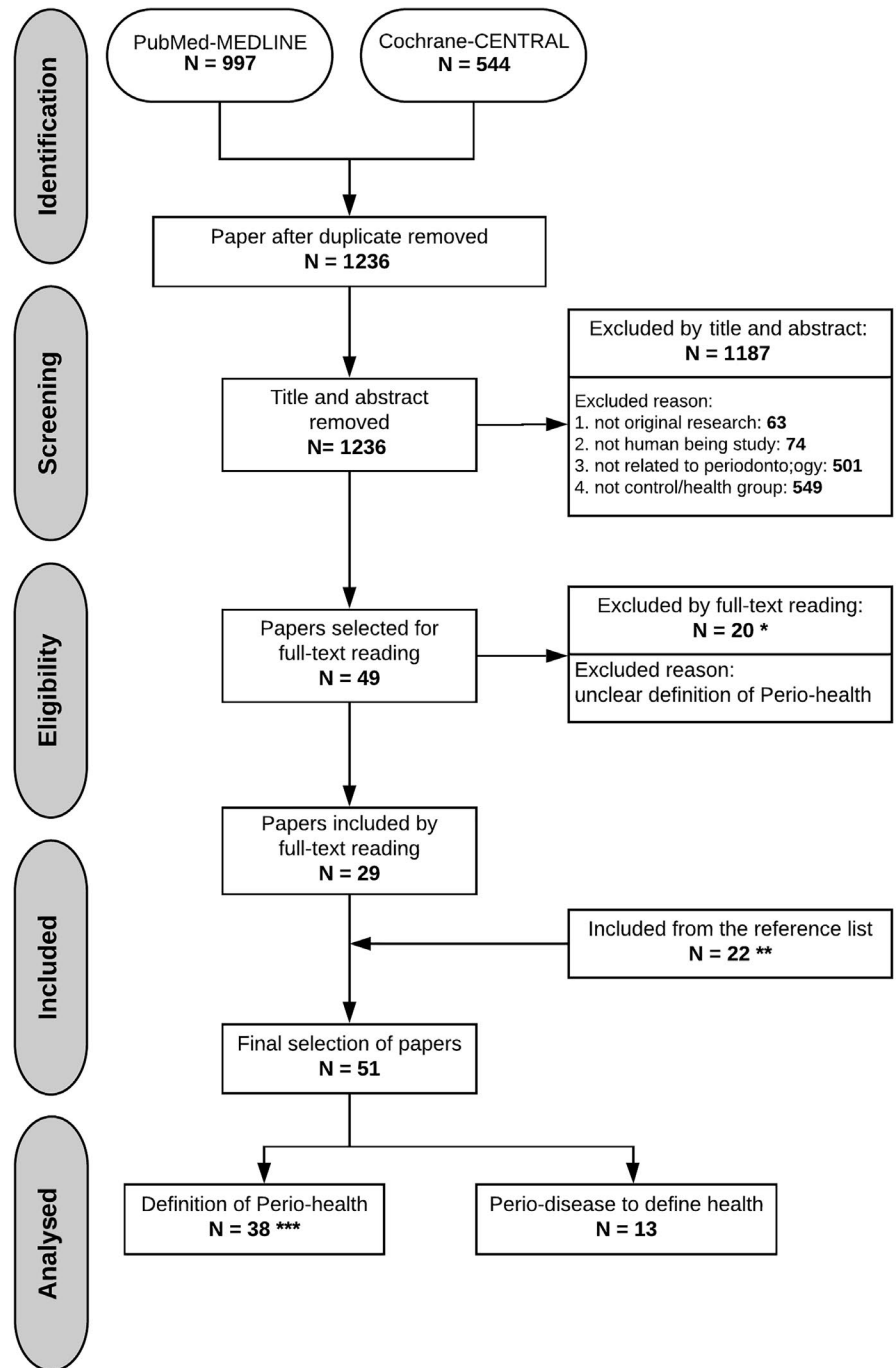 Identification
PubMed-MEDLINE
N = 997
Cochrane-CENTRAL
N = 544
Paper after duplicate removed
N = 1236
Screening
Title and abstract
removed
N= 1236
Excluded by title and abstract:
N = 1187
Excluded reason:
1. not original research: 63
2. not human being study: 74
3. not related to periodonto;ogy: 501
4. not control/health group: 549
Eligibility
Papers selected for
full-text reading
N = 49
Excluded by full-text reading:
N = 20 *
Excluded reason:
unclear definition of Perio-health
Papers included by
full-text reading
N = 29
Included
Included from the reference list
N = 22 **
Final selection of papers
N = 51
Analysed
Definition of Perio-health
N = 38 ***
Perio-disease to define health
N = 13